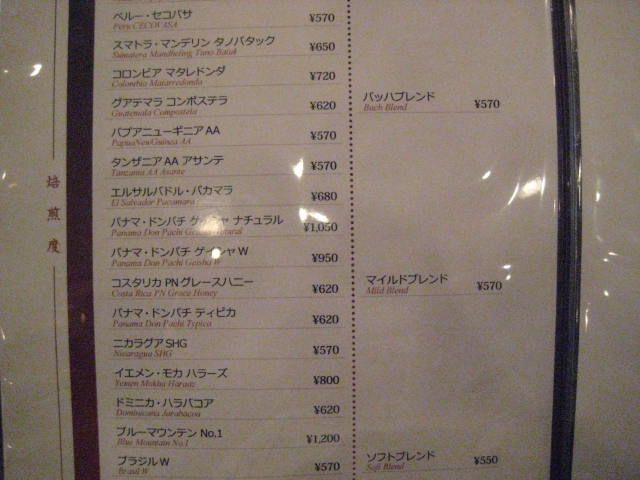 ペルー・セコバサ ¥570
Peru CECOVASA
スマトラ・マンデリン タノバタック ¥650
Sumatera Mandheling Tano Batak
コロンビア マタレドンダ ¥720
Colombia Matarredonda
グアテマラ コンポステラ ¥620
Guatemala Compostela
パプアニューギニア AA ¥570
PapuaNewGuinea AA
タンザニア AA アサンテ ¥570
Tanzania AA Asante
エルサルバドル・パカマラ ¥680
El Salvador Pacamara
パナマ・ドンパチ ゲイシャ ナチュラル ¥1,050
Panama Don Pachi Geisha Natural
パナマ・ドンパチ ゲイシャ W ¥950
Panama Don Pachi Geisha W
コスタリカ PN グレースハニー ¥620
Costa Rica PN Grace Honey
パナマ・ドンパチ ティピカ ¥620
Panama Don Pachi Typica
ニカラグア SHG ¥570
Nicaragua SHG
イエメン・モカ ハラーズ ¥800
Yemen Mokha Haraaz
ドミニカ・ハラバコア ¥620
Dominicana Jarabacoa
ブルーマウンテン No.1 ¥1,200
Blue Mountain No.1
ブラジル W ¥570
Brasil W
バッハブレンド ¥570
Bach Blend
マイルドブレンド ¥570
Mild Blend
ソフトブレンド ¥550
Soft Blend
焙煎度